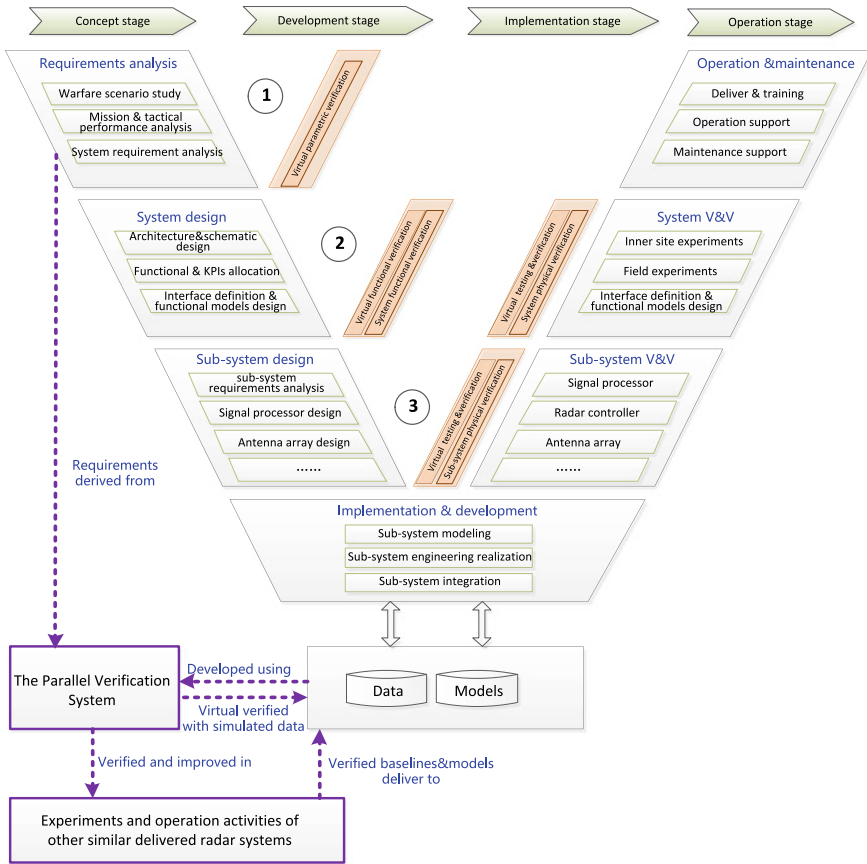 Concept stage
Development stage
Implementation stage
Operation stage
Requirements analysis
Warfare scenario study
Mission & tactical
performance analysis
System requirement analysis
1
Virtual parametric verification
Operation &maintenance
Deliver & training
Operation support
Maintenance support
System design
Architecture&schematic
design
Functional & KPIs allocation
Interface definition &
functional models design
2
Virtual functional verification
System functional verification
Virtual testing &verification
System physical verification
System V&V
Inner site experiments
Field experiments
Interface definition &
functional models design
Sub-system design
sub-system
requirements analysis
Signal processor design
Antenna array design
......
3
Virtual testing &verification
Sub-system physical verification
Sub-system V&V
Signal processor
Radar controller
Antenna array
......
Requirements
derived from
Implementation & development
Sub-system modeling
Sub-system engineering realization
Sub-system integration
The Parallel Verification
System
Developed using
Virtual verified
with simulated data
Data
Models
Verified and improved in
Verified baselines&models
deliver to
Experiments and operation activities of
other similar delivered radar systems